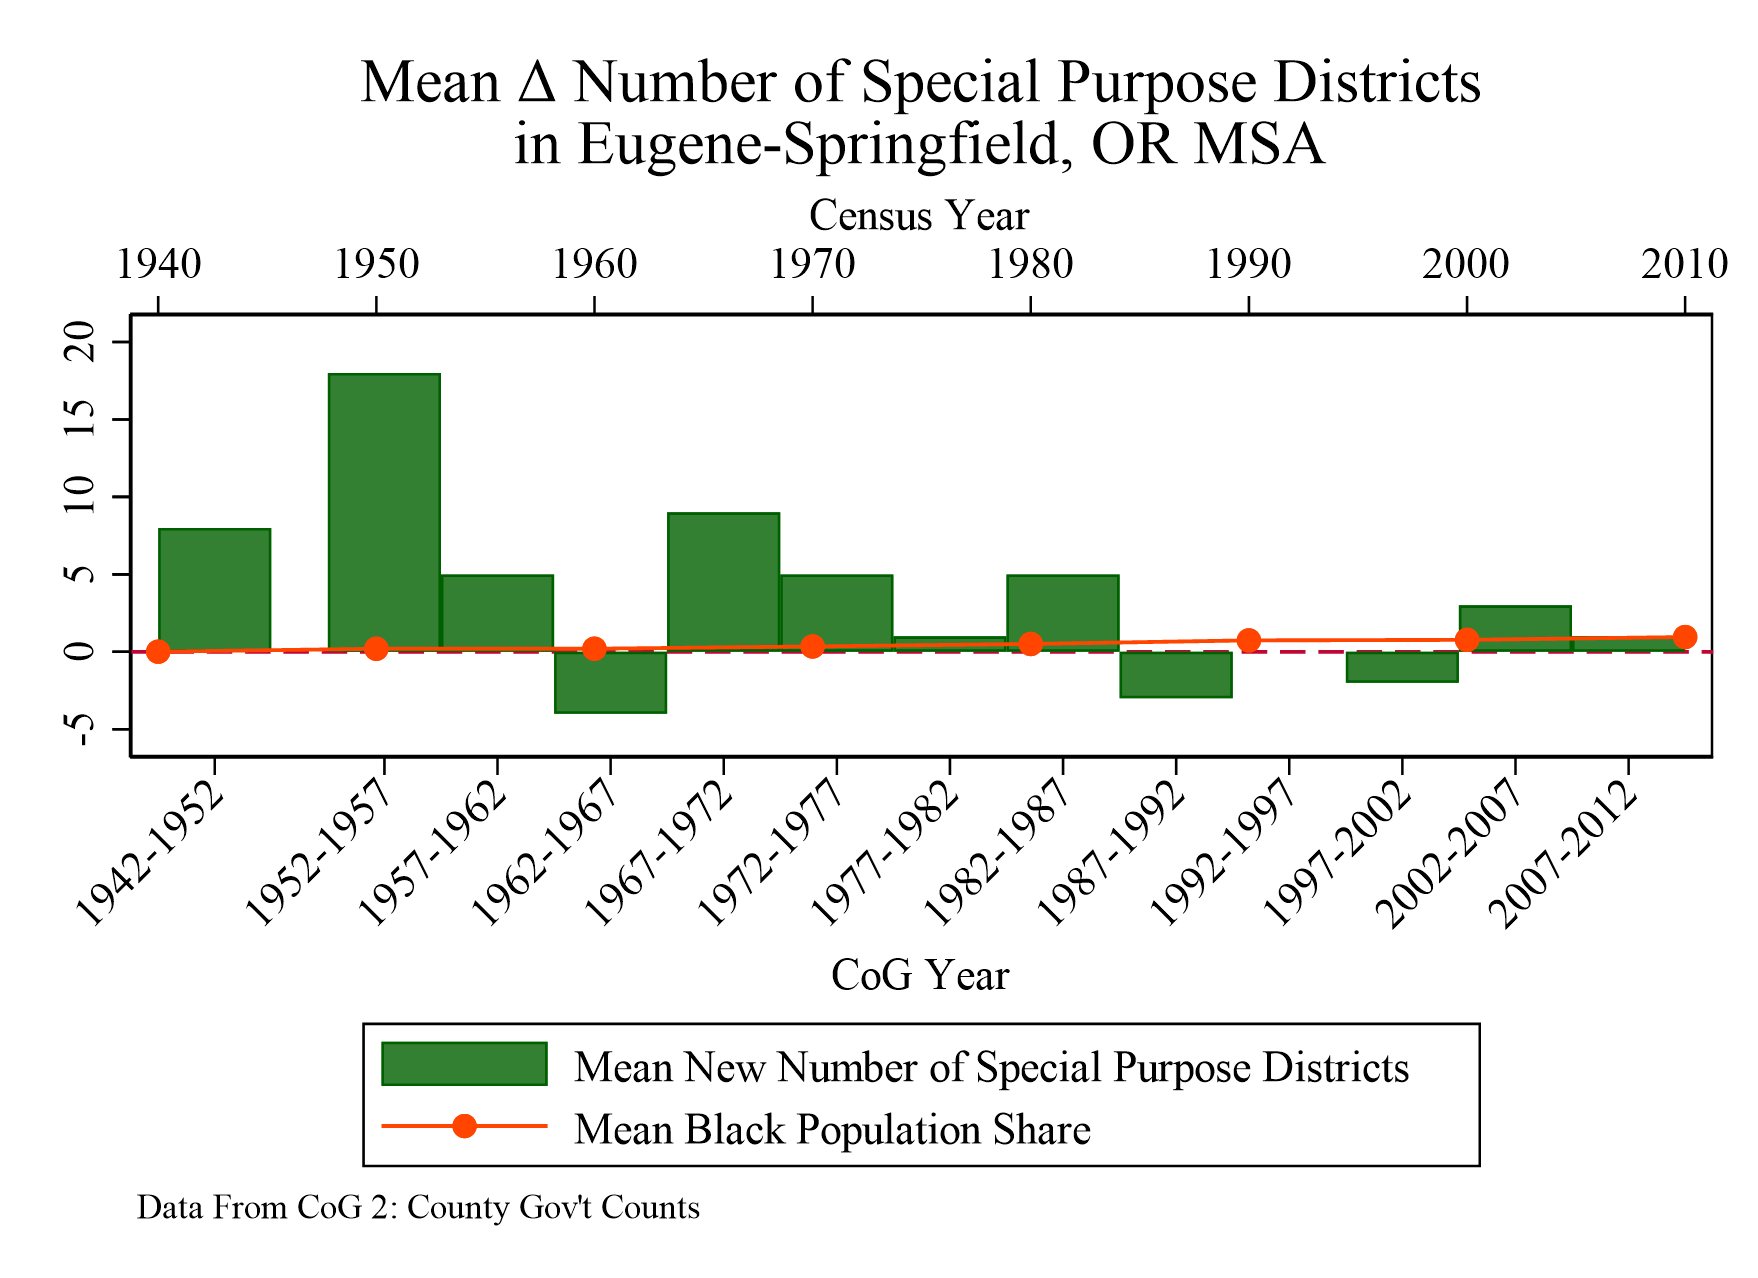 Mean Δ Number of Special Purpose Districts
in Eugene-Springfield, OR MSA
Census Year
1940 1950 1960 1970 1980 1990 2000 2010
20
15
10
5
0
-5
1942-1952 1952-1957 1957-1962 1962-1967 1967-1972 1972-1977 1977-1982 1982-1987 1987-1992 1992-1997 1997-2002 2002-2007 2007-2012
CoG Year
Mean New Number of Special Purpose Districts
Mean Black Population Share
Data From CoG 2: County Gov't Counts